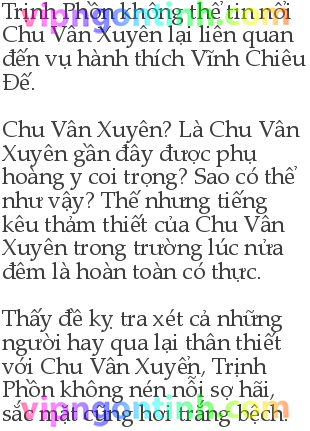 vipngontinh.com
Trịnh Phồn không thể tin nổi
Chu Vân Xuyên lại liên quan
đến vụ hành thích Vĩnh Chiêu
Đế.
Chu Vân Xuyên? Là Chu Vân
Xuyên gần đây được phụ
hoàng y coi trọng? Sao có thể
như vậy? Thế nhưng tiếng
kêu thảm thiết của Chu Vân
Xuyên trong trường lúc nửa
đêm là hoàn toàn có thực.
Thấy đề kỵ tra xét cả những
người hay qua lại thân thiết
với Chu Vân Xuyên, Trịnh
Phồn không nén nỗi sợ hãi,
sắc mặt cũng hơi trắng bệch.
vipngontinh.com